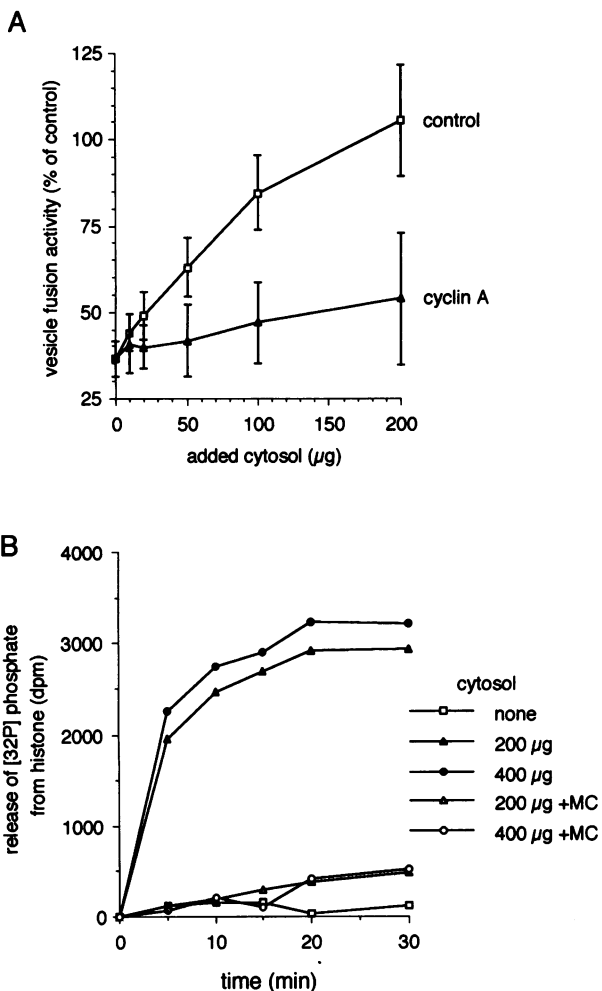 A
125
100
75
50
25
vesicle fusion activity (% of control)
control
cyclin A
0 50 100 150 200
added cytosol (µg)
B
4000
3000
2000
1000
0
release of [32P] phosphate
from histone (dpm)
cytosol
none
200 µg
400 µg
200 µg +MC
400 µg +MC
0 10 20 30
time (min)